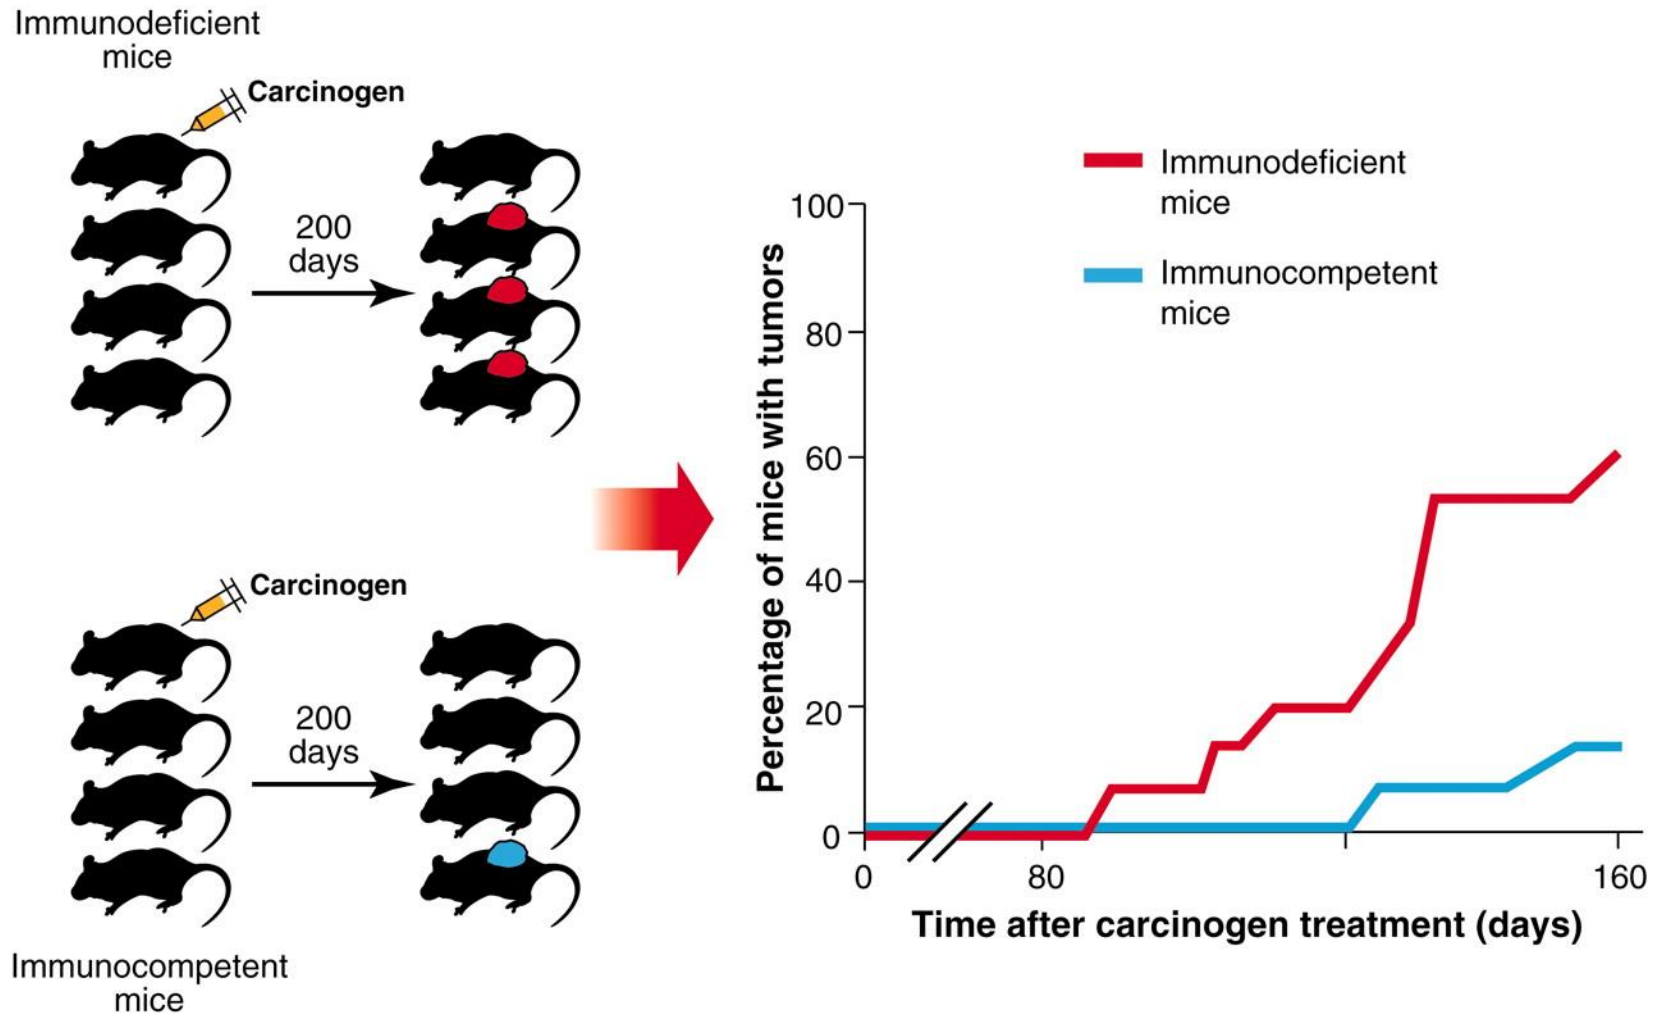 Immunodeficient
mice
Carcinogen
200
days
Carcinogen
200
days
Immunocompetent
mice
Immunodeficient
mice
Immunocompetent
mice
Percentage of mice with tumors
100
80
60
40
20
0
0
80
160
Time after carcinogen treatment (days)